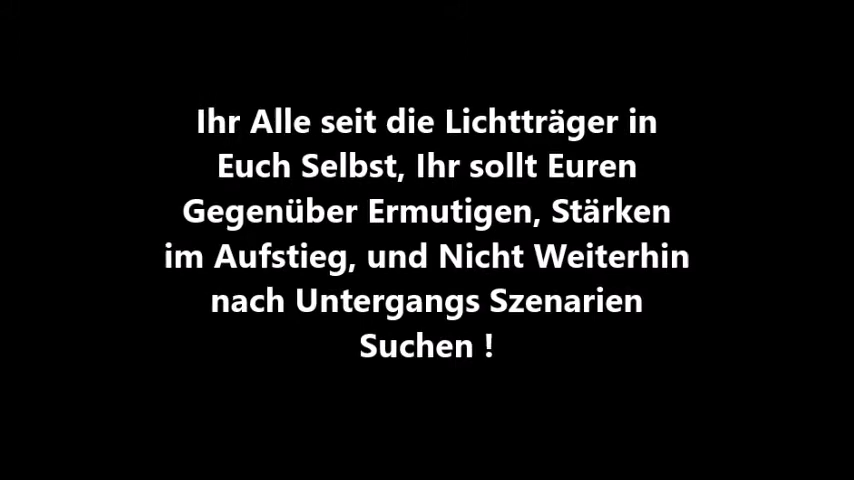 Ihr Alle seit die Lichtträger in
Euch Selbst, Ihr sollt Euren
Gegenüber Ermutigen, Stärken
im Aufstieg, und Nicht Weiterhin
nach Untergangs Szenarien
Suchen !